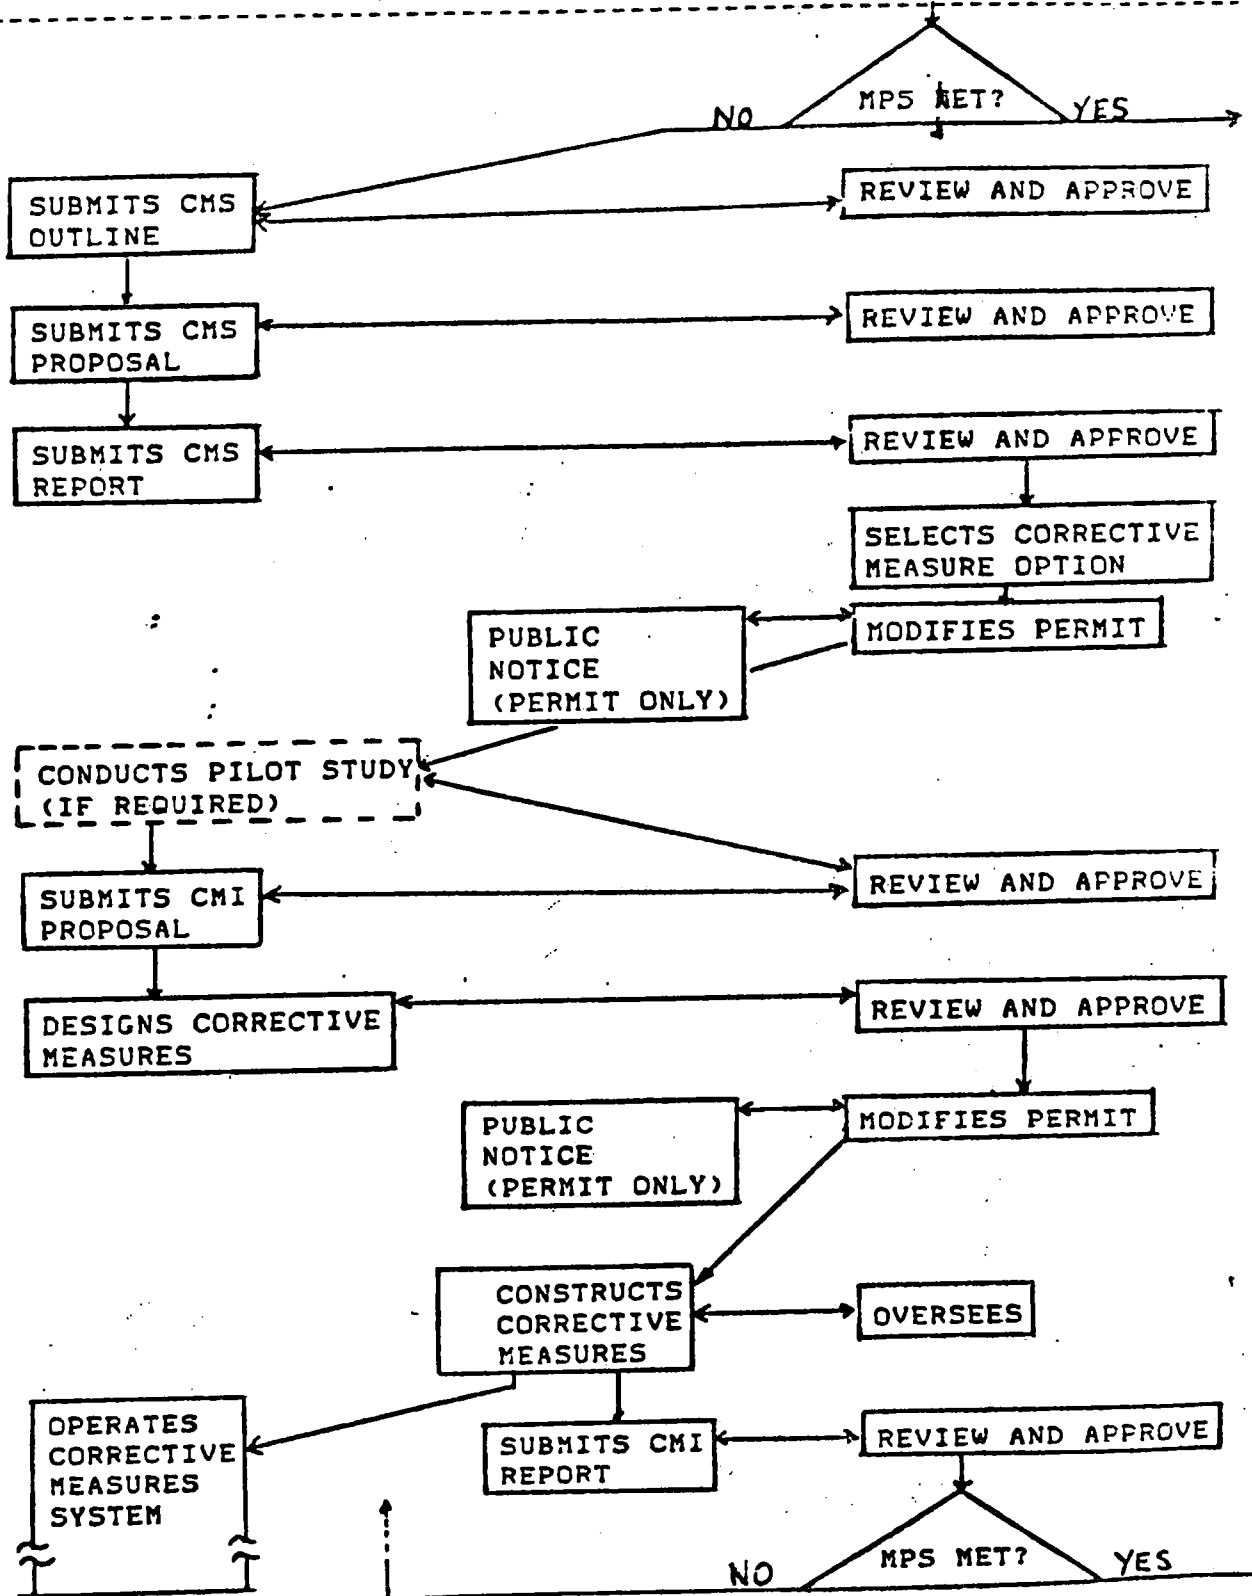 MPS MET?
NO
YES
SUBMITS CMS
OUTLINE
REVIEW AND APPROVE
SUBMITS CMS
PROPOSAL
REVIEW AND APPROVE
SUBMITS CMS
REPORT
REVIEW AND APPROVE
SELECTS CORRECTIVE
MEASURE OPTION
MODIFIES PERMIT
PUBLIC
NOTICE
(PERMIT ONLY)
CONDUCTS PILOT STUDY
(IF REQUIRED)
SUBMITS CMI
PROPOSAL
REVIEW AND APPROVE
DESIGNS CORRECTIVE
MEASURES
REVIEW AND APPROVE
MODIFIES PERMIT
PUBLIC
NOTICE
(PERMIT ONLY)
CONSTRUCTS
CORRECTIVE
MEASURES
OVERSEES
OPERATES
CORRECTIVE
MEASURES
SYSTEM
SUBMITS CMI
REPORT
REVIEW AND APPROVE
MPS MET?
NO
YES